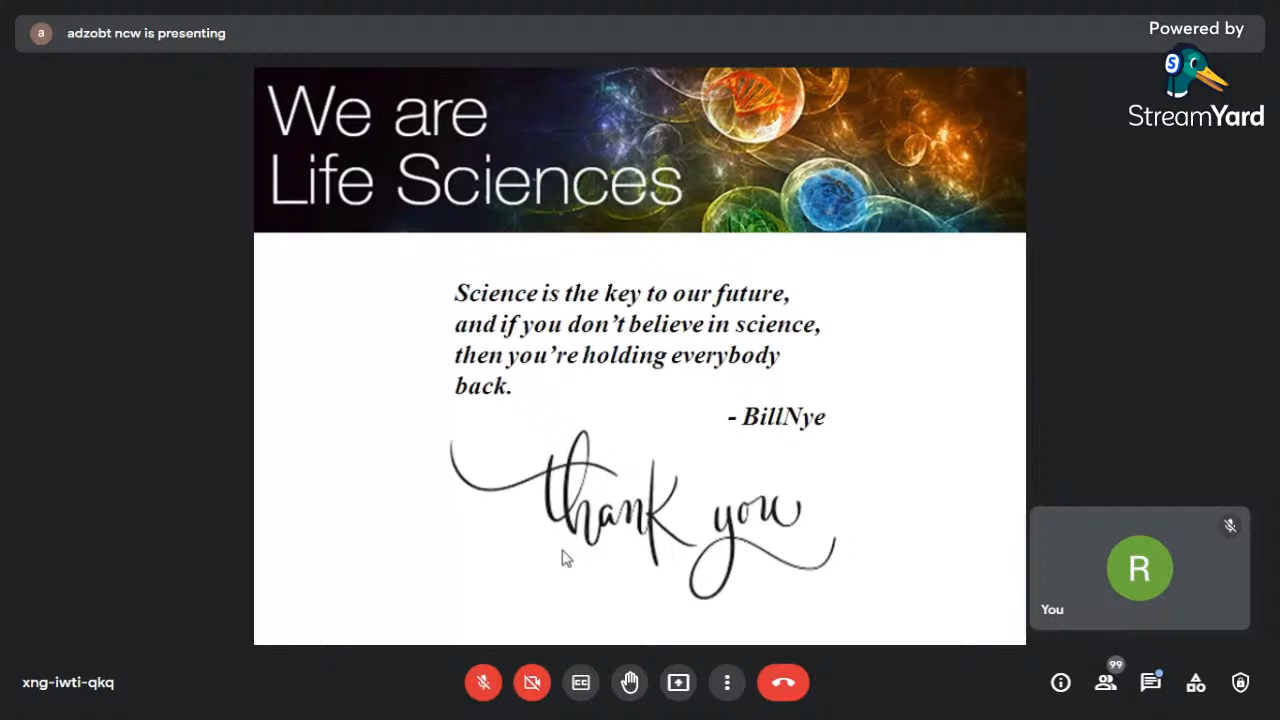 a adzobt ncw is presenting
Powered by
S
StreamYard
We are
Life Sciences
Science is the key to our future,
and if you don't believe in science,
then you're holding everybody
back.
- BillNye
thank you
R
You
xng-iwti-qkq
CC
99